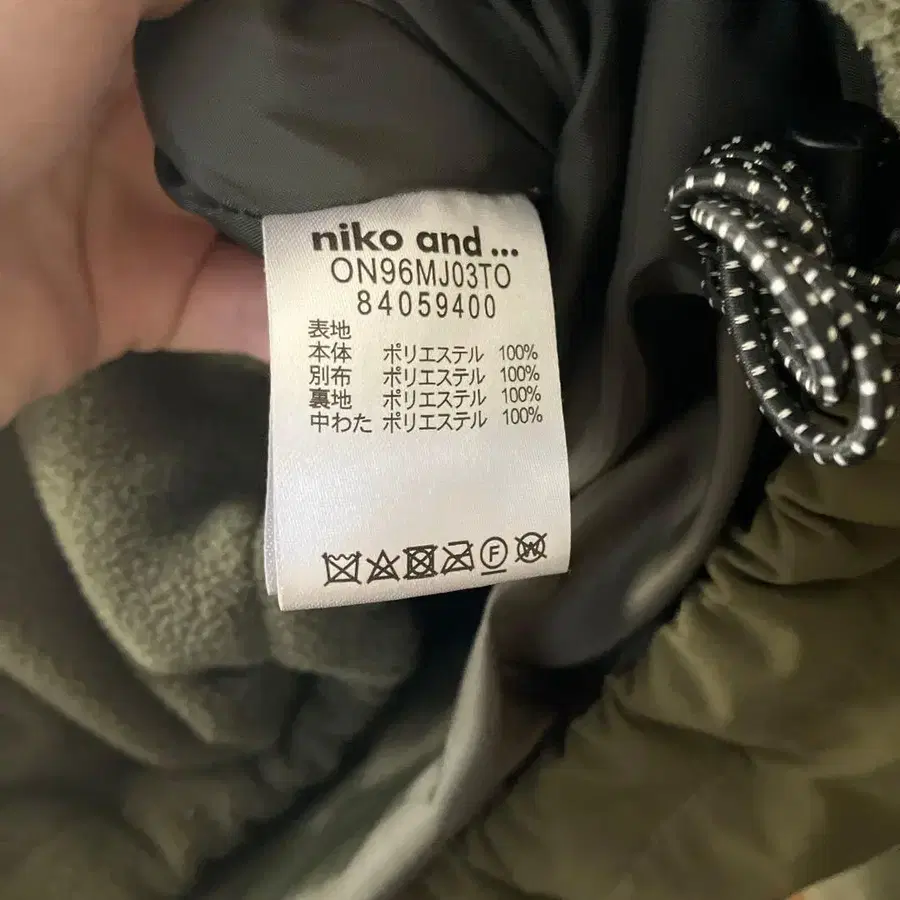 niko and ...
ON96MJ03TO
84059400
表地
本体 ポリエステル 100%
別布 ポリエステル 100%
裏地 ポリエステル 100%
中わた ポリエステル 100%
F W